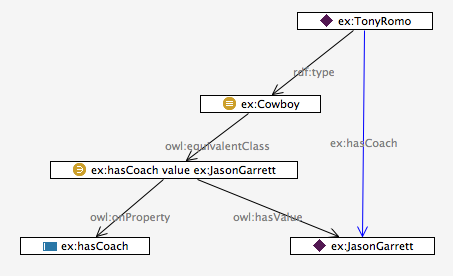 ex:TonyRomo
rdf:type
ex:Cowboy
owl:equivalentClass
ex:hasCoach
ex:hasCoach value ex:JasonGarrett
owl:onProperty
owl:hasValue
ex:hasCoach
ex:JasonGarrett